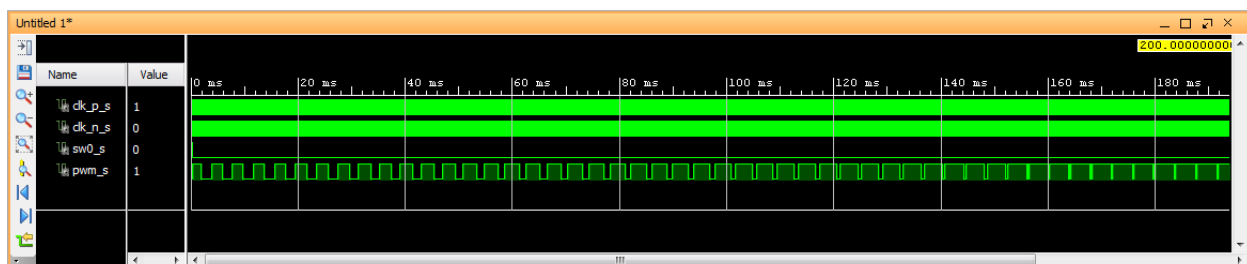 Untitled 1*
200.000000000
Name Value
0 ms 20 ms 40 ms 60 ms 80 ms 100 ms 120 ms 140 ms 160 ms 180 ms
clk_p_s 1
clk_n_s 0
sw0_s 0
pwm_s 1